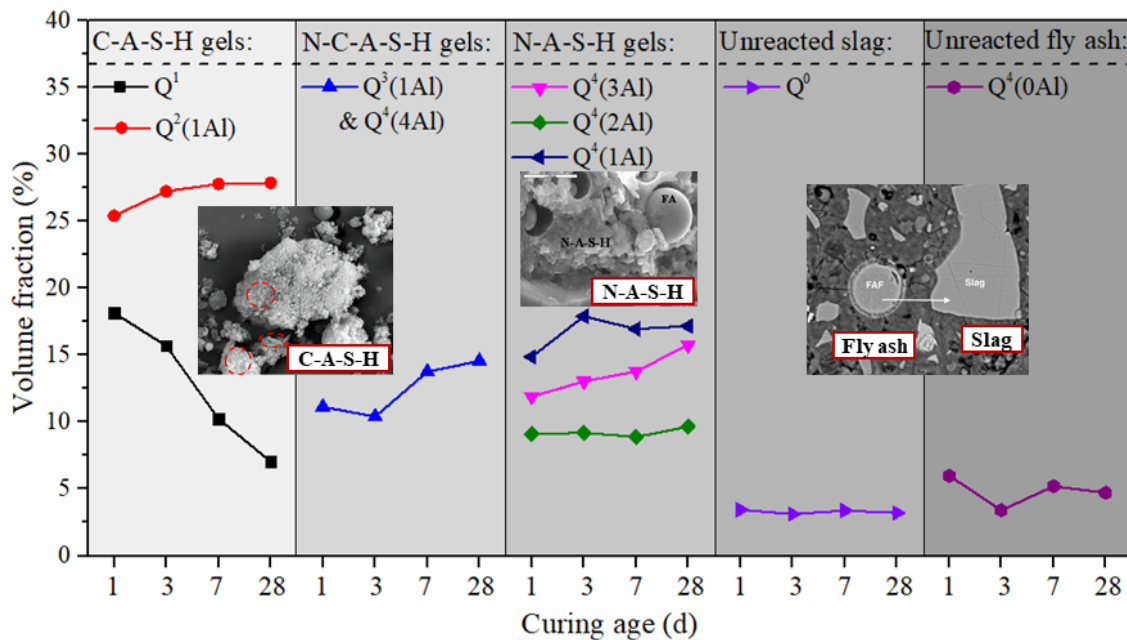 C-A-S-H gels:
Q¹
Q²(1Al)
N-C-A-S-H gels:
Q³(1Al)
& Q⁴(4Al)
N-A-S-H gels:
Q⁴(3Al)
Q⁴(2Al)
Q⁴(1Al)
Unreacted slag:
Q⁰
Unreacted fly ash:
Q⁴(0Al)
C-A-S-H
FA
N-A-S-H
N-A-S-H
FAF
Slag
Fly ash
Slag
Volume fraction (%)
40
35
30
25
20
15
10
5
0
1 3 7 28 1 3 7 28 1 3 7 28 1 3 7 28 1 3 7 28
Curing age (d)